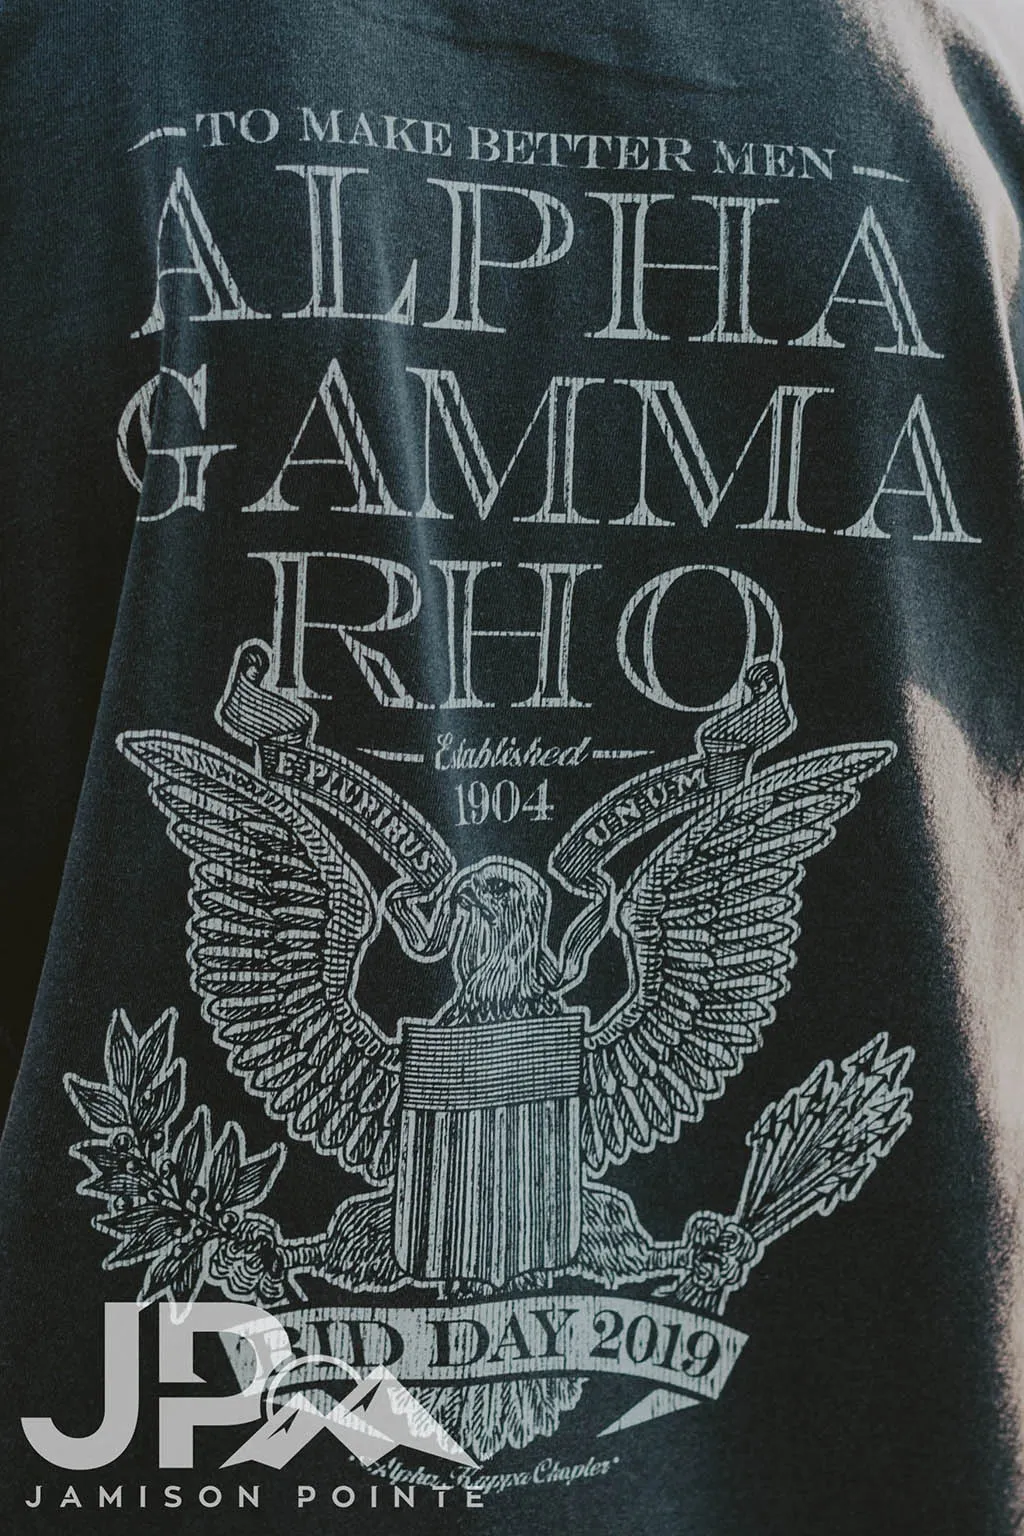 TO MAKE BETTER MEN
ALPHA
GAMMA
RHO
Established
1904
E PLURIBUS UNUM
BID DAY 2019
Alpha Kappa Chapter
JP
JAMISON POINTE